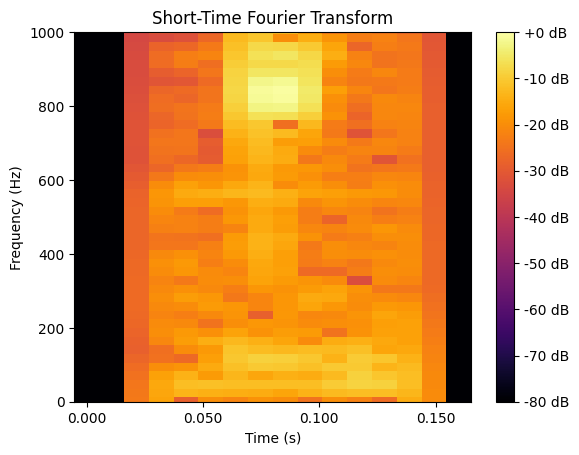 Short-Time Fourier Transform
1000
800
600
400
200
0
Frequency (Hz)
0.000
0.050
0.100
0.150
Time (s)
+0 dB
-10 dB
-20 dB
-30 dB
-40 dB
-50 dB
-60 dB
-70 dB
-80 dB